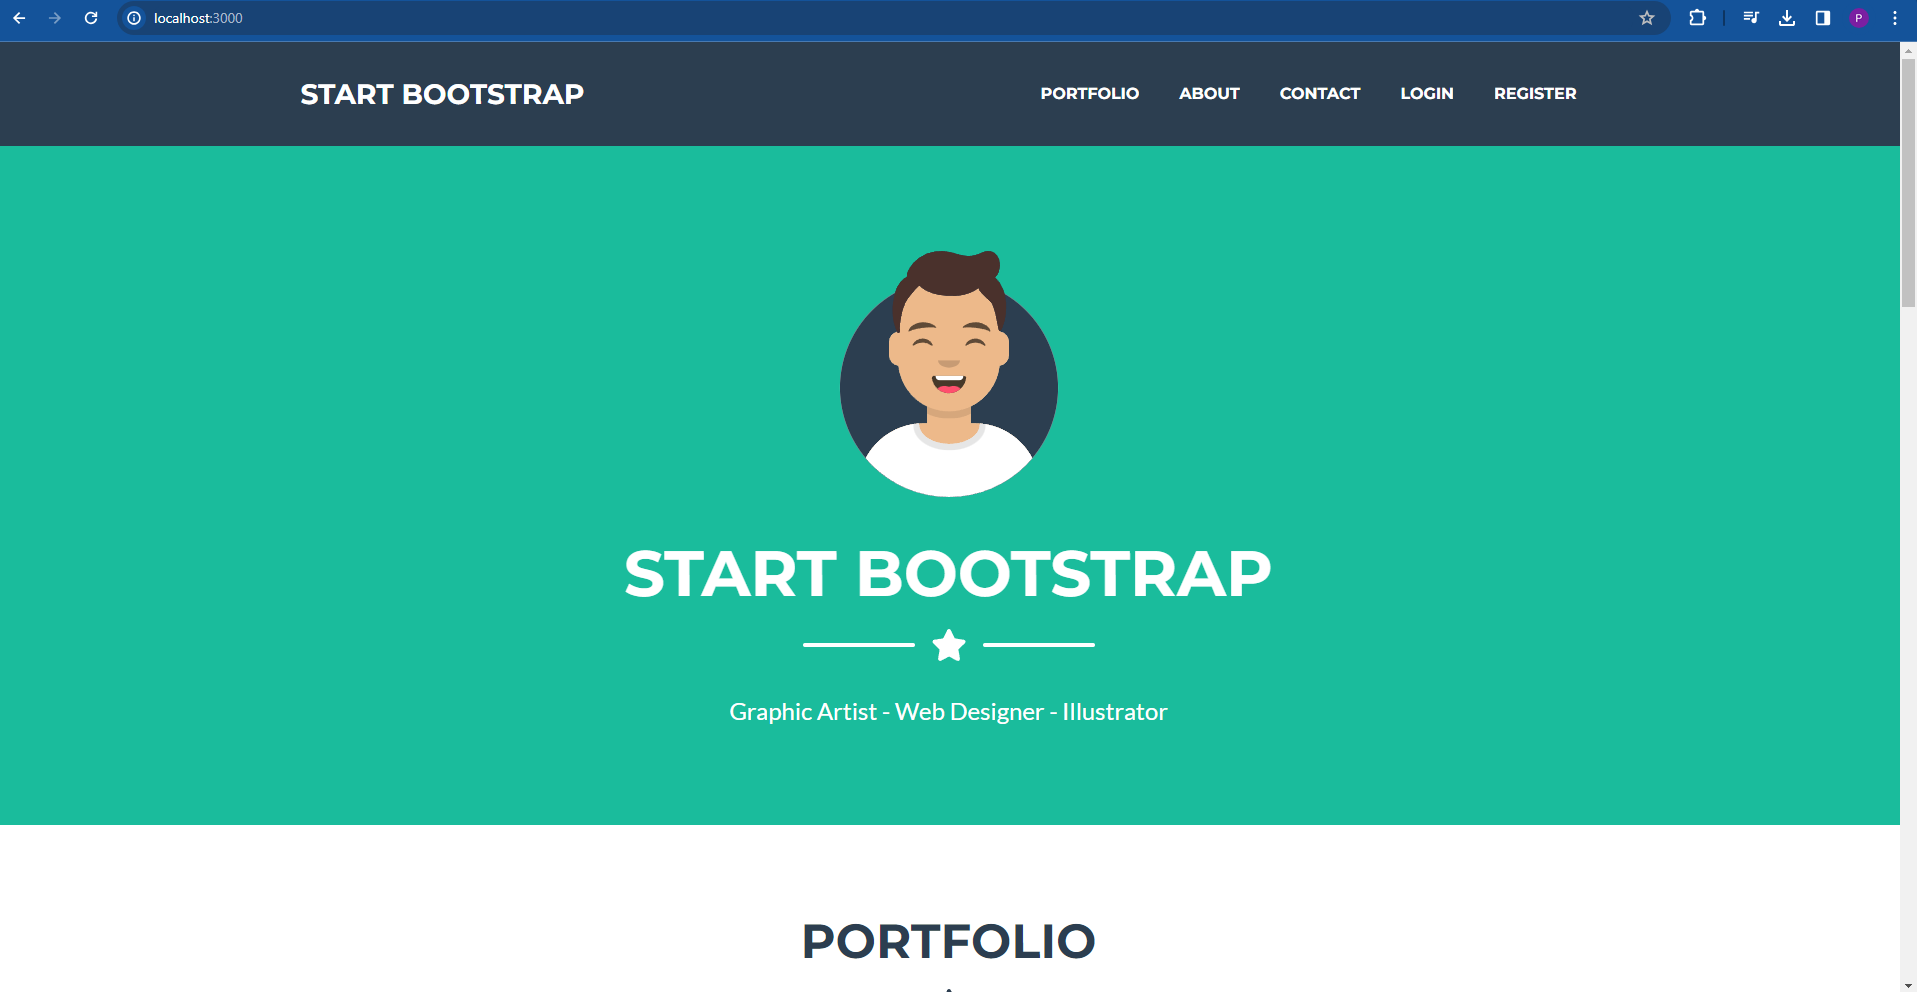 localhost:3000
P
START BOOTSTRAP
PORTFOLIO ABOUT CONTACT LOGIN REGISTER
START BOOTSTRAP
Graphic Artist - Web Designer - Illustrator
PORTFOLIO